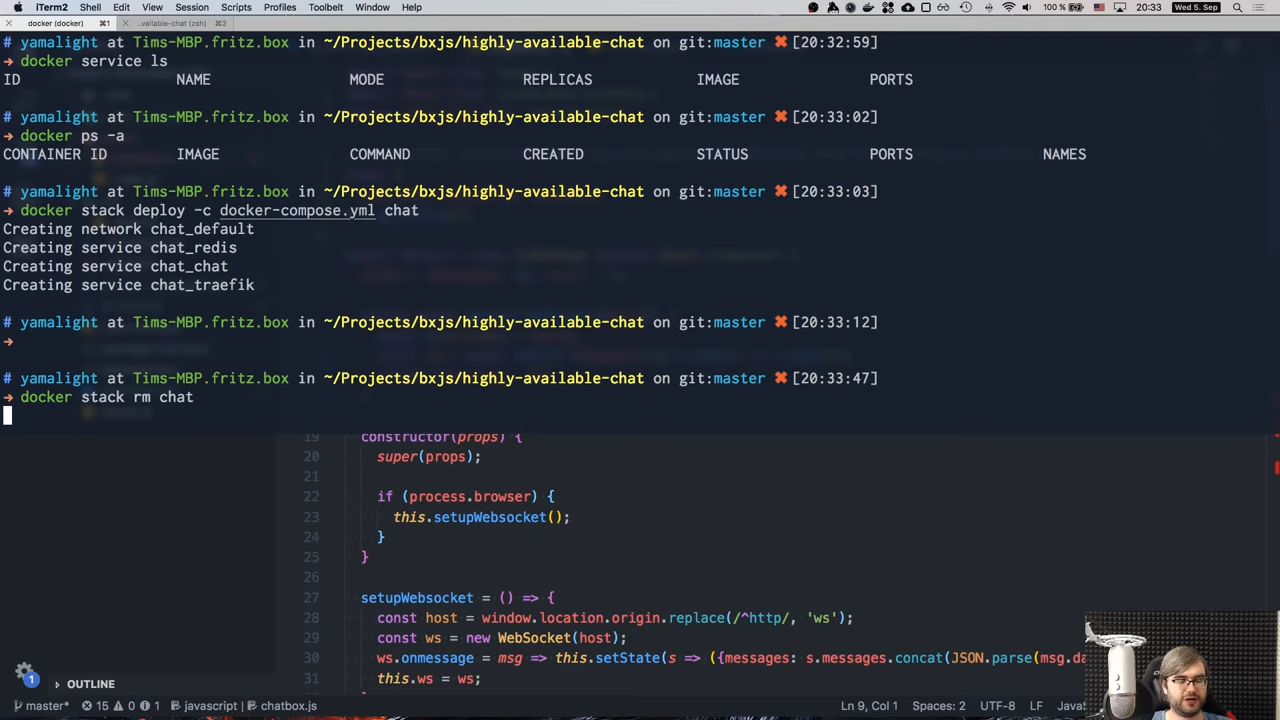 iTerm2 Shell Edit View Session Scripts Profiles Toolbelt Window Help 100 % 20:33 Wed 5. Sep
docker (docker) ⌘1 ..vailable-chat (zsh) ⌘2
# yamalight at Tims-MBP.fritz.box in ~/Projects/bxjs/highly-available-chat on git:master ✖ [20:32:59]
→ docker service ls
ID NAME MODE REPLICAS IMAGE PORTS
# yamalight at Tims-MBP.fritz.box in ~/Projects/bxjs/highly-available-chat on git:master ✖ [20:33:02]
→ docker ps -a
CONTAINER ID IMAGE COMMAND CREATED STATUS PORTS NAMES
# yamalight at Tims-MBP.fritz.box in ~/Projects/bxjs/highly-available-chat on git:master ✖ [20:33:03]
→ docker stack deploy -c docker-compose.yml chat
Creating network chat_default
Creating service chat_redis
Creating service chat_chat
Creating service chat_traefik
# yamalight at Tims-MBP.fritz.box in ~/Projects/bxjs/highly-available-chat on git:master ✖ [20:33:12]
→
# yamalight at Tims-MBP.fritz.box in ~/Projects/bxjs/highly-available-chat on git:master ✖ [20:33:47]
→ docker stack rm chat
19 constructor(props) {
20 super(props);
21
22 if (process.browser) {
23 this.setupWebsocket();
24 }
25 }
26
27 setupWebsocket = () => {
28 const host = window.location.origin.replace(/^http/, 'ws');
29 const ws = new WebSocket(host);
30 ws.onmessage = msg => this.setState(s => ({messages: s.messages.concat(JSON.parse(msg.da
31 this.ws = ws;
1 OUTLINE
master* 15 0 1 javascript chatbox.js Ln 9, Col 1 Spaces: 2 UTF-8 LF Javas